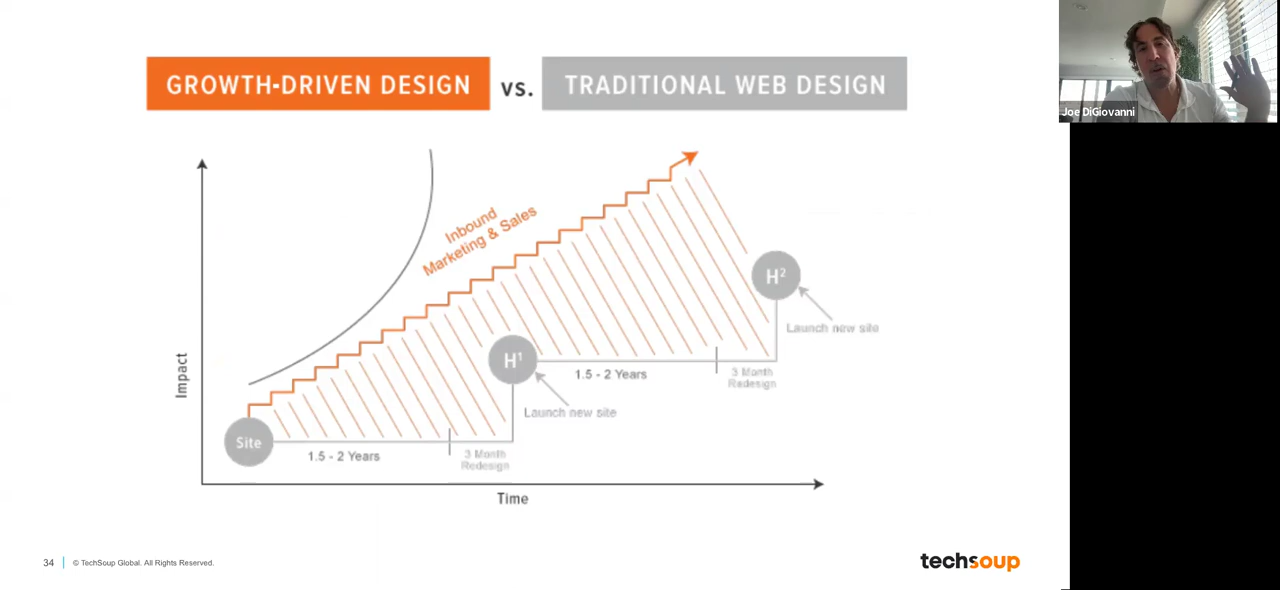 GROWTH-DRIVEN DESIGN vs. TRADITIONAL WEB DESIGN
Joe DiGiovanni
Inbound
Marketing & Sales
H²
Launch new site
Impact
H¹
1.5 - 2 Years
3 Month
Redesign
Launch new site
Site
1.5 - 2 Years
3 Month
Redesign
Time
34 | © TechSoup Global. All Rights Reserved.
techsoup